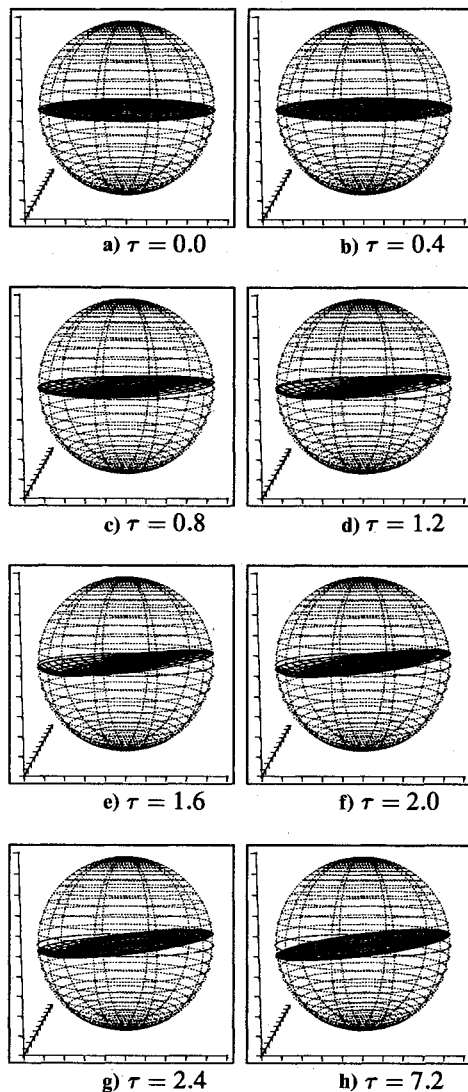 a) τ = 0.0
b) τ = 0.4
c) τ = 0.8
d) τ = 1.2
e) τ = 1.6
f) τ = 2.0
g) τ = 2.4
h) τ = 7.2